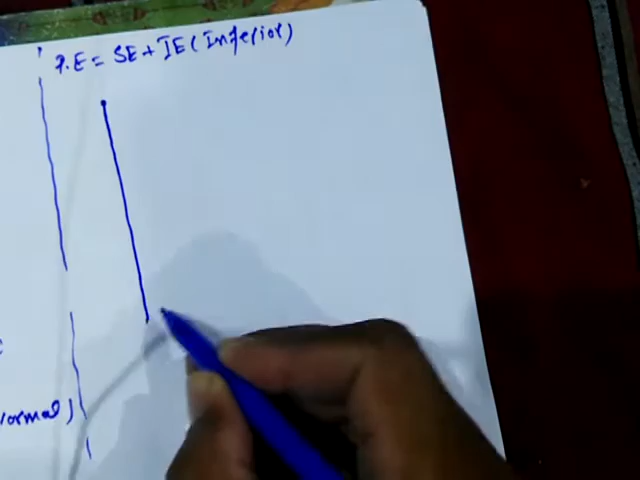 P.E = SE + IE (Inferior)
ormal)